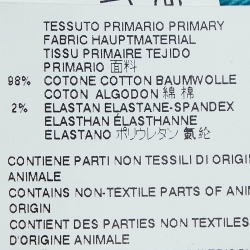 TESSUTO PRIMARIO PRIMARY
FABRIC HAUPTMATERIAL
TISSU PRIMAIRE TEJIDO
PRIMARIO 面料
98% COTONE COTTON BAUMWOLLE
COTON ALGODON 綿 棉
2% ELASTAN ELASTANE-SPANDEX
ELASTHAN ÉLASTHANNE
ELASTANO ポリウレタン 氨纶
CONTIENE PARTI NON TESSILI DI ORIGIN
ANIMALE
CONTAINS NON-TEXTILE PARTS OF ANI
ORIGIN
CONTIENT DES PARTIES NON TEXTILES
D'ORIGINE ANIMALE